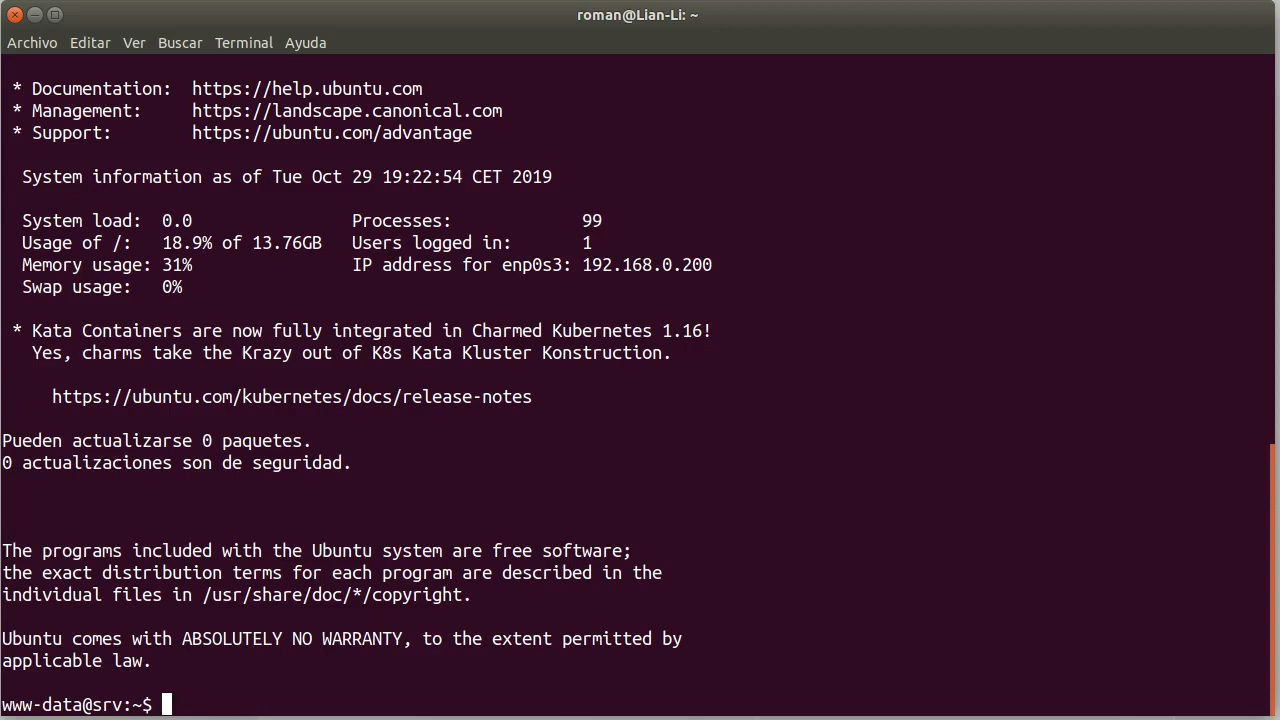 roman@Lian-Li: ~
Archivo Editar Ver Buscar Terminal Ayuda
* Documentation: https://help.ubuntu.com
* Management: https://landscape.canonical.com
* Support: https://ubuntu.com/advantage
System information as of Tue Oct 29 19:22:54 CET 2019
System load: 0.0 Processes: 99
Usage of /: 18.9% of 13.76GB Users logged in: 1
Memory usage: 31% IP address for enp0s3: 192.168.0.200
Swap usage: 0%
* Kata Containers are now fully integrated in Charmed Kubernetes 1.16!
Yes, charms take the Krazy out of K8s Kata Kluster Konstruction.
https://ubuntu.com/kubernetes/docs/release-notes
Pueden actualizarse 0 paquetes.
0 actualizaciones son de seguridad.
The programs included with the Ubuntu system are free software;
the exact distribution terms for each program are described in the
individual files in /usr/share/doc/*/copyright.
Ubuntu comes with ABSOLUTELY NO WARRANTY, to the extent permitted by
applicable law.
www-data@srv:~$